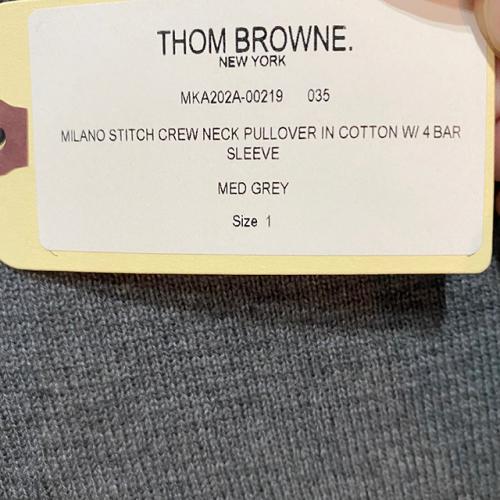 THOM BROWNE.
NEW YORK
MKA202A-00219 035
MILANO STITCH CREW NECK PULLOVER IN COTTON W/ 4 BAR
SLEEVE
MED GREY
Size 1